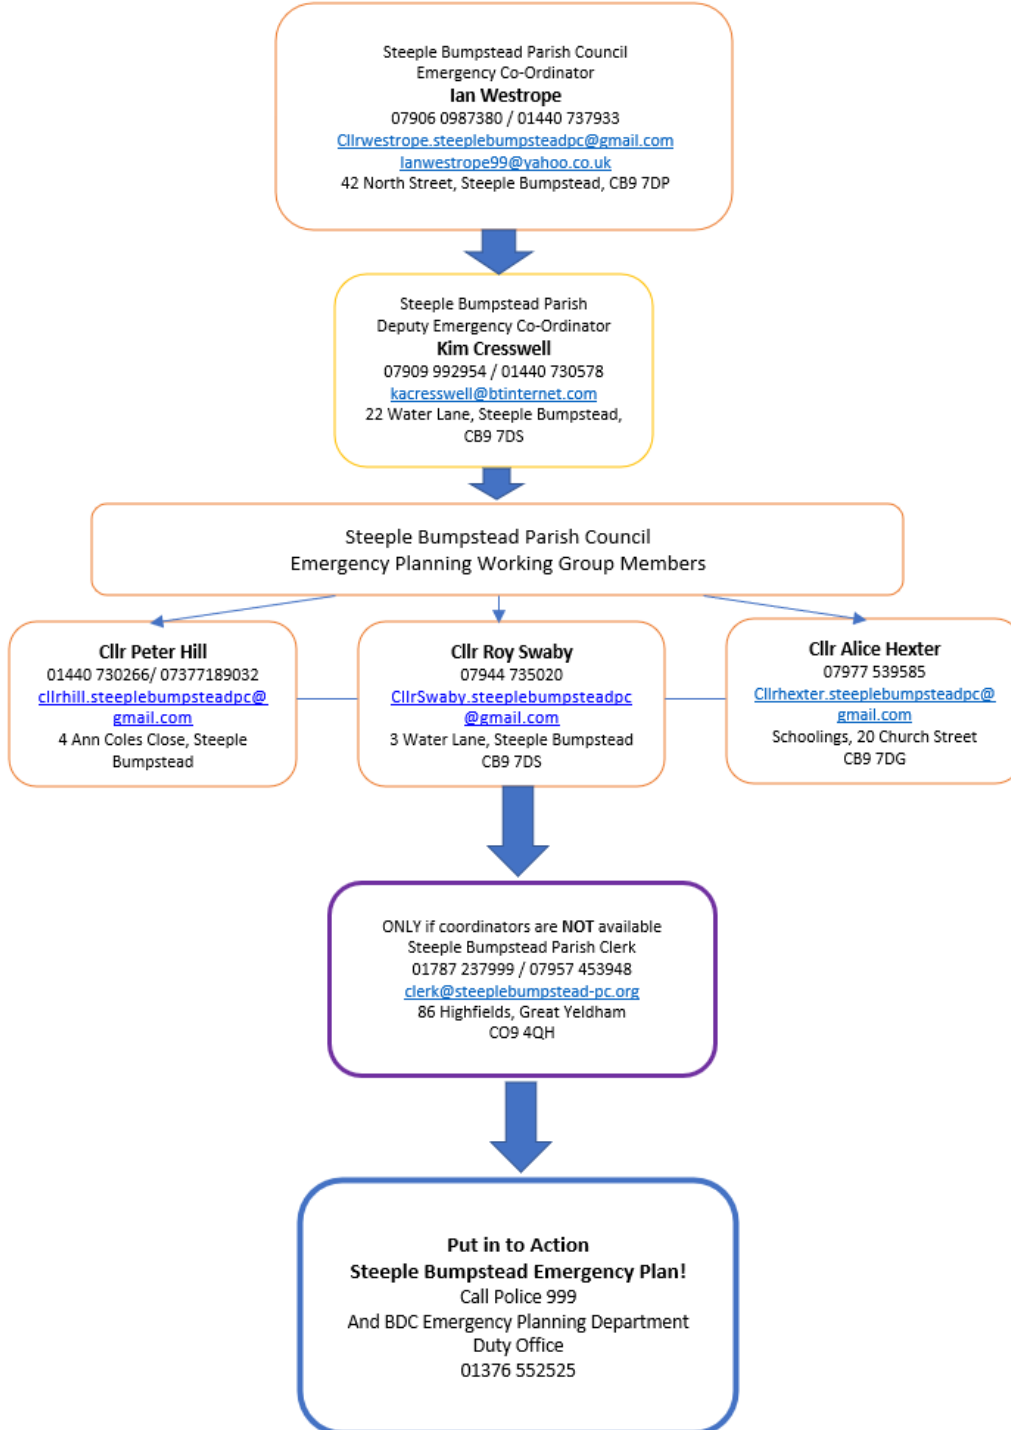 Steeple Bumpstead Parish Council
Emergency Co-Ordinator
Ian Westrope
07906 0987380 / 01440 737933
Cllrwestrope.steeplebumpsteadpc@gmail.com
Ianwestrope99@yahoo.co.uk
42 North Street, Steeple Bumpstead, CB9 7DP
Steeple Bumpstead Parish
Deputy Emergency Co-Ordinator
Kim Cresswell
07909 992954 / 01440 730578
kacresswell@btinternet.com
22 Water Lane, Steeple Bumpstead,
CB9 7DS
Steeple Bumpstead Parish Council
Emergency Planning Working Group Members
Cllr Peter Hill
01440 730266/ 07377189032
cllrhill.steeplebumpsteadpc@
gmail.com
4 Ann Coles Close, Steeple
Bumpstead
Cllr Roy Swaby
07944 735020
CllrSwaby.steeplebumpsteadpc
@gmail.com
3 Water Lane, Steeple Bumpstead
CB9 7DS
Cllr Alice Hexter
07977 539585
Cllrhexter.steeplebumpsteadpc@
gmail.com
Schoolings, 20 Church Street
CB9 7DG
ONLY if coordinators are NOT available
Steeple Bumpstead Parish Clerk
01787 237999 / 07957 453948
clerk@steeplebumpstead-pc.org
86 Highfields, Great Yeldham
CO9 4QH
Put in to Action
Steeple Bumpstead Emergency Plan!
Call Police 999
And BDC Emergency Planning Department
Duty Office
01376 552525